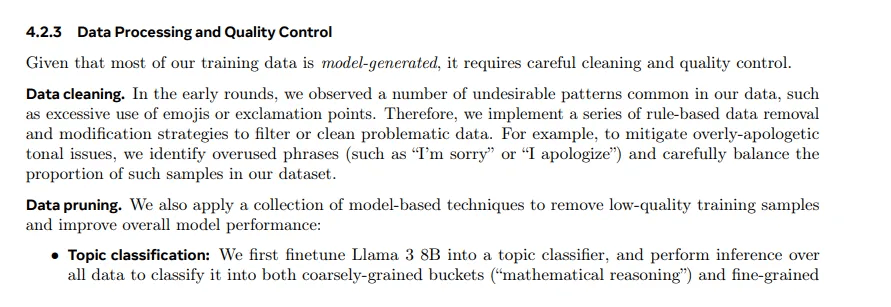 4.2.3 Data Processing and Quality Control
Given that most of our training data is model-generated, it requires careful cleaning and quality control.
Data cleaning. In the early rounds, we observed a number of undesirable patterns common in our data, such
as excessive use of emojis or exclamation points. Therefore, we implement a series of rule-based data removal
and modification strategies to filter or clean problematic data. For example, to mitigate overly-apologetic
tonal issues, we identify overused phrases (such as “I’m sorry” or “I apologize”) and carefully balance the
proportion of such samples in our dataset.
Data pruning. We also apply a collection of model-based techniques to remove low-quality training samples
and improve overall model performance:
• Topic classification: We first finetune Llama 3 8B into a topic classifier, and perform inference over
all data to classify it into both coarsely-grained buckets (“mathematical reasoning”) and fine-grained